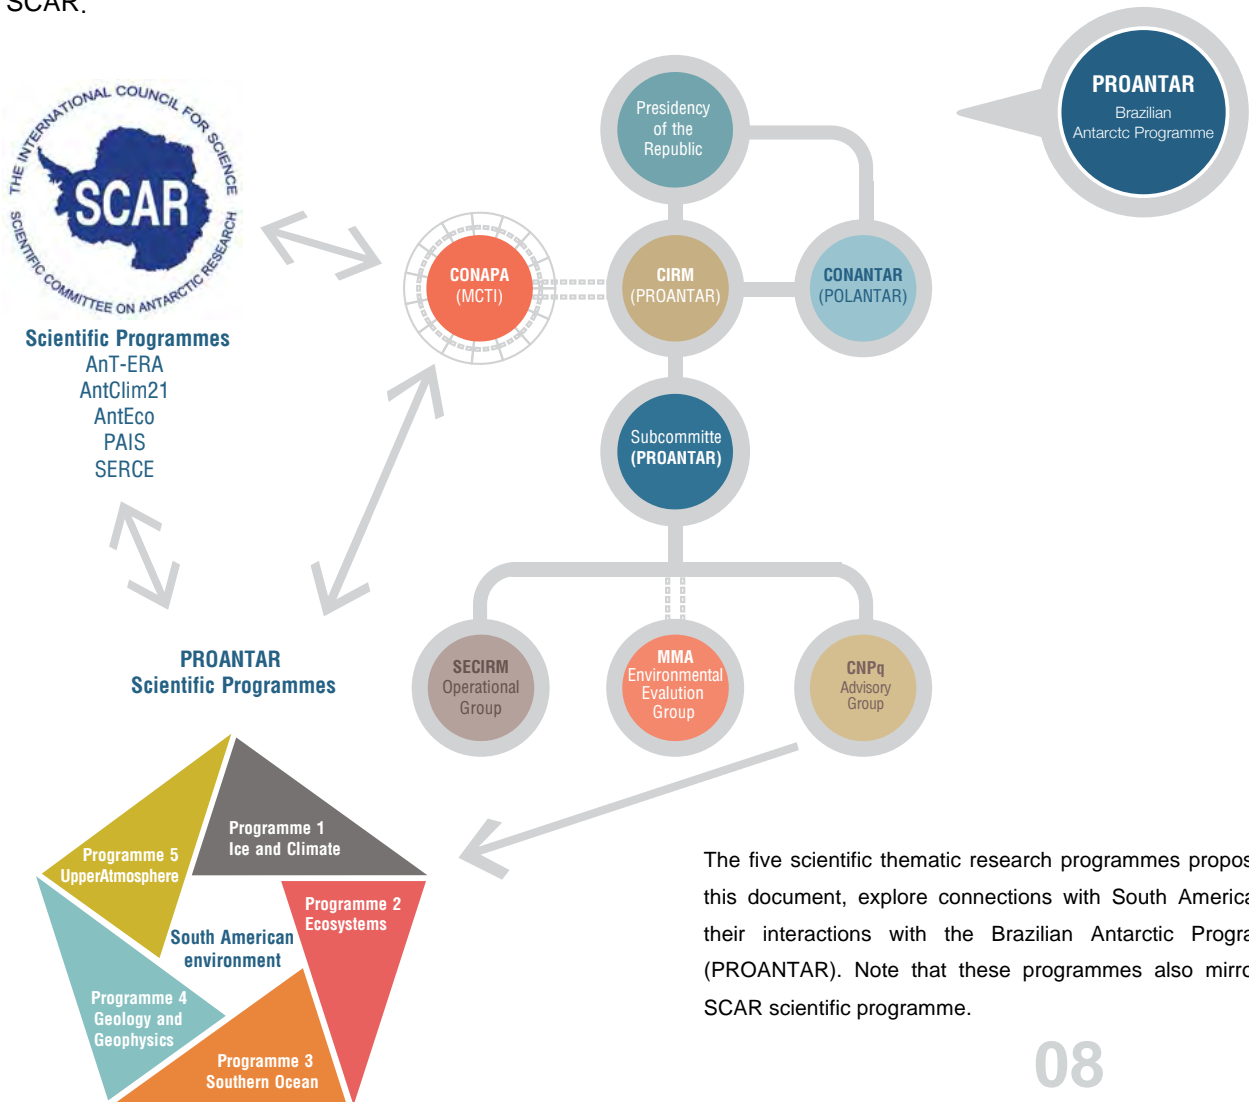 SCAR.
THE INTERNATIONAL COUNCIL FOR SCIENCE
SCAR
SCIENTIFIC COMMITTEE ON ANTARCTIC RESEARCH
Scientific Programmes
AnT-ERA
AntClim21
AntEco
PAIS
SERCE
Presidency
of the
Republic
PROANTAR
Brazilian
Antarctc Programme
CONAPA
(MCTI)
CIRM
(PROANTAR)
CONANTAR
(POLANTAR)
Subcommitte
(PROANTAR)
SECIRM
Operational
Group
MMA
Environmental
Evalution
Group
CNPq
Advisory
Group
PROANTAR
Scientific Programmes
Programme 1
Ice and Climate
Programme 5
UpperAtmosphere
Programme 2
Ecosystems
South American
environment
Programme 4
Geology and
Geophysics
Programme 3
Southern Ocean
The five scientific thematic research programmes propos
this document, explore connections with South America
their interactions with the Brazilian Antarctic Progra
(PROANTAR). Note that these programmes also mirro
SCAR scientific programme.
08